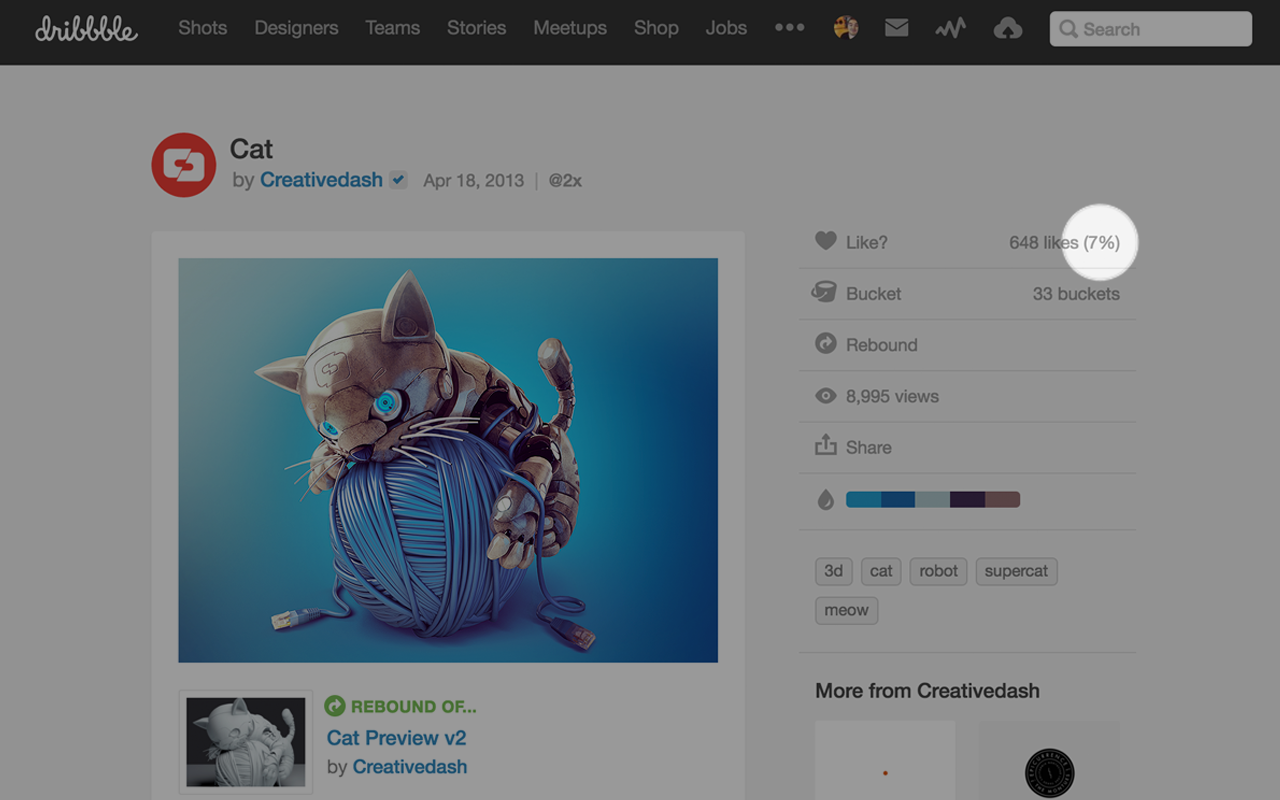 dribbble Shots Designers Teams Stories Meetups Shop Jobs Search
Cat
by Creativedash Apr 18, 2013 | @2x
Like? 648 likes (7%)
Bucket 33 buckets
Rebound
8,995 views
Share
3d cat robot supercat
meow
More from Creativedash
REBOUND OF...
Cat Preview v2
by Creativedash